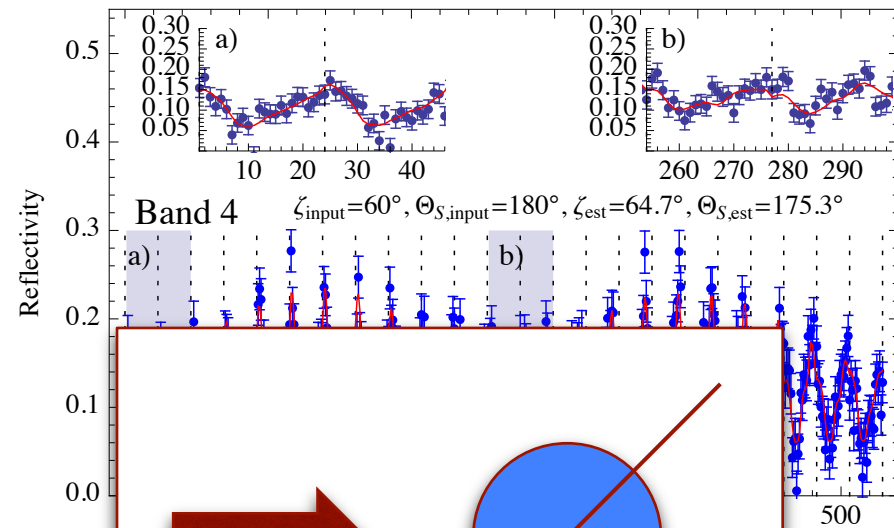 0.5
0.4
0.3
0.2
0.1
0.0
Reflectivity
a)
0.30
0.25
0.20
0.15
0.10
0.05
10 20 30 40
b)
0.30
0.25
0.20
0.15
0.10
0.05
260 270 280 290
Band 4
ζinput=60°, ΘS,input=180°, ζest=64.7°, ΘS,est=175.3°
a)
b)
500